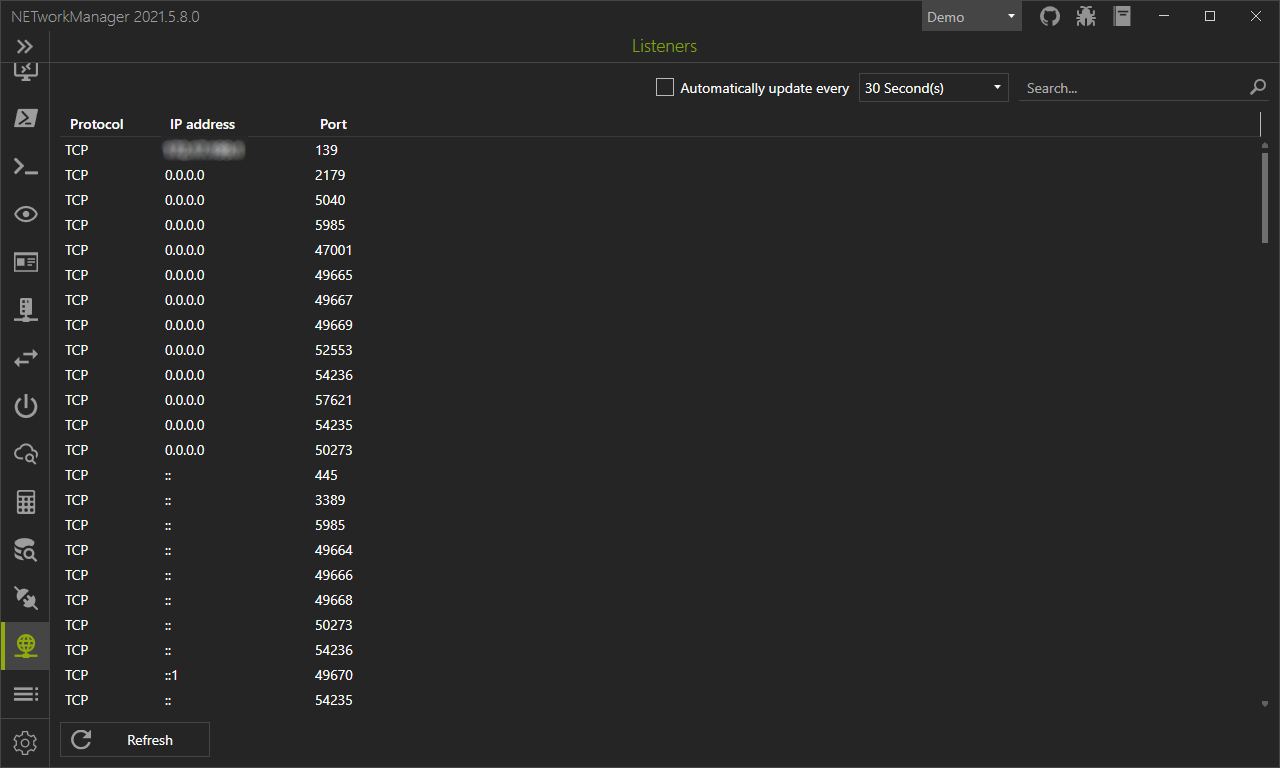 NETworkManager 2021.5.8.0 Demo
Listeners
Automatically update every 30 Second(s) Search...
Protocol IP address Port
TCP 139
TCP 0.0.0.0 2179
TCP 0.0.0.0 5040
TCP 0.0.0.0 5985
TCP 0.0.0.0 47001
TCP 0.0.0.0 49665
TCP 0.0.0.0 49667
TCP 0.0.0.0 49669
TCP 0.0.0.0 52553
TCP 0.0.0.0 54236
TCP 0.0.0.0 57621
TCP 0.0.0.0 54235
TCP 0.0.0.0 50273
TCP :: 445
TCP :: 3389
TCP :: 5985
TCP :: 49664
TCP :: 49666
TCP :: 49668
TCP :: 50273
TCP :: 54236
TCP ::1 49670
TCP :: 54235
Refresh